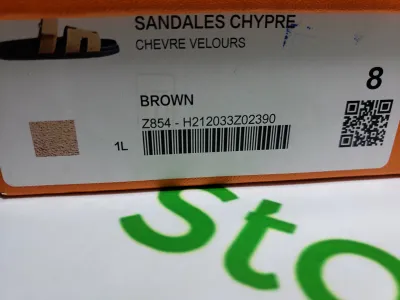 SANDALES CHYPRE
CHEVRE VELOURS
8
BROWN
Z854 - H212033Z02390
1L
Sto